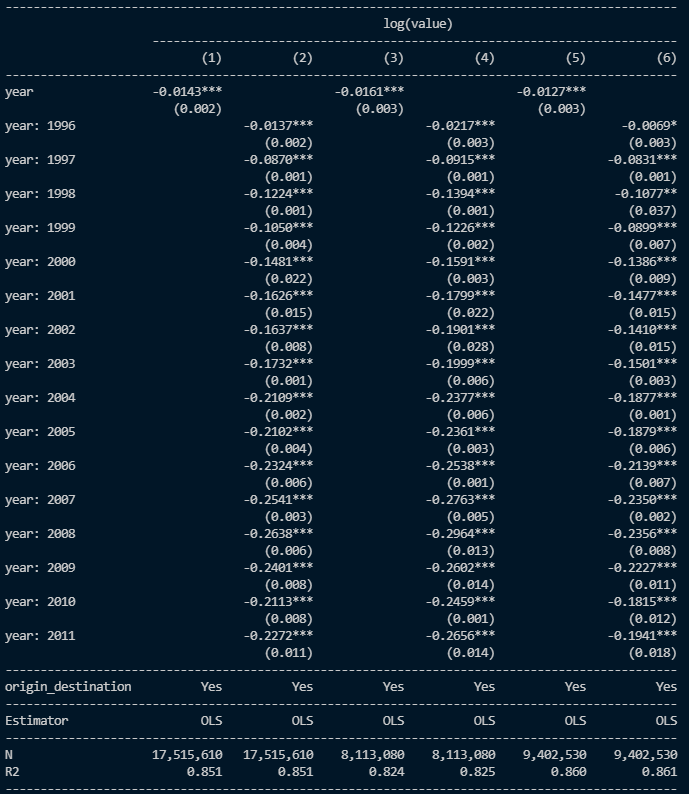 log(value)
(1) (2) (3) (4) (5) (6)
year -0.0143*** -0.0161*** -0.0127***
(0.002) (0.003) (0.003)
year: 1996 -0.0137*** -0.0217*** -0.0069*
(0.002) (0.003) (0.003)
year: 1997 -0.0870*** -0.0915*** -0.0831***
(0.001) (0.001) (0.001)
year: 1998 -0.1224*** -0.1394*** -0.1077**
(0.001) (0.001) (0.037)
year: 1999 -0.1050*** -0.1226*** -0.0899***
(0.004) (0.002) (0.007)
year: 2000 -0.1481*** -0.1591*** -0.1386***
(0.022) (0.003) (0.009)
year: 2001 -0.1626*** -0.1799*** -0.1477***
(0.015) (0.022) (0.015)
year: 2002 -0.1637*** -0.1901*** -0.1410***
(0.008) (0.028) (0.015)
year: 2003 -0.1732*** -0.1999*** -0.1501***
(0.001) (0.006) (0.003)
year: 2004 -0.2109*** -0.2377*** -0.1877***
(0.002) (0.006) (0.001)
year: 2005 -0.2102*** -0.2361*** -0.1879***
(0.004) (0.003) (0.006)
year: 2006 -0.2324*** -0.2538*** -0.2139***
(0.006) (0.001) (0.007)
year: 2007 -0.2541*** -0.2763*** -0.2350***
(0.003) (0.005) (0.002)
year: 2008 -0.2638*** -0.2964*** -0.2356***
(0.006) (0.013) (0.008)
year: 2009 -0.2401*** -0.2602*** -0.2227***
(0.008) (0.014) (0.011)
year: 2010 -0.2113*** -0.2459*** -0.1815***
(0.008) (0.001) (0.012)
year: 2011 -0.2272*** -0.2656*** -0.1941***
(0.011) (0.014) (0.018)
origin_destination Yes Yes Yes Yes Yes Yes
Estimator OLS OLS OLS OLS OLS OLS
N 17,515,610 17,515,610 8,113,080 8,113,080 9,402,530 9,402,530
R2 0.851 0.851 0.824 0.825 0.860 0.861